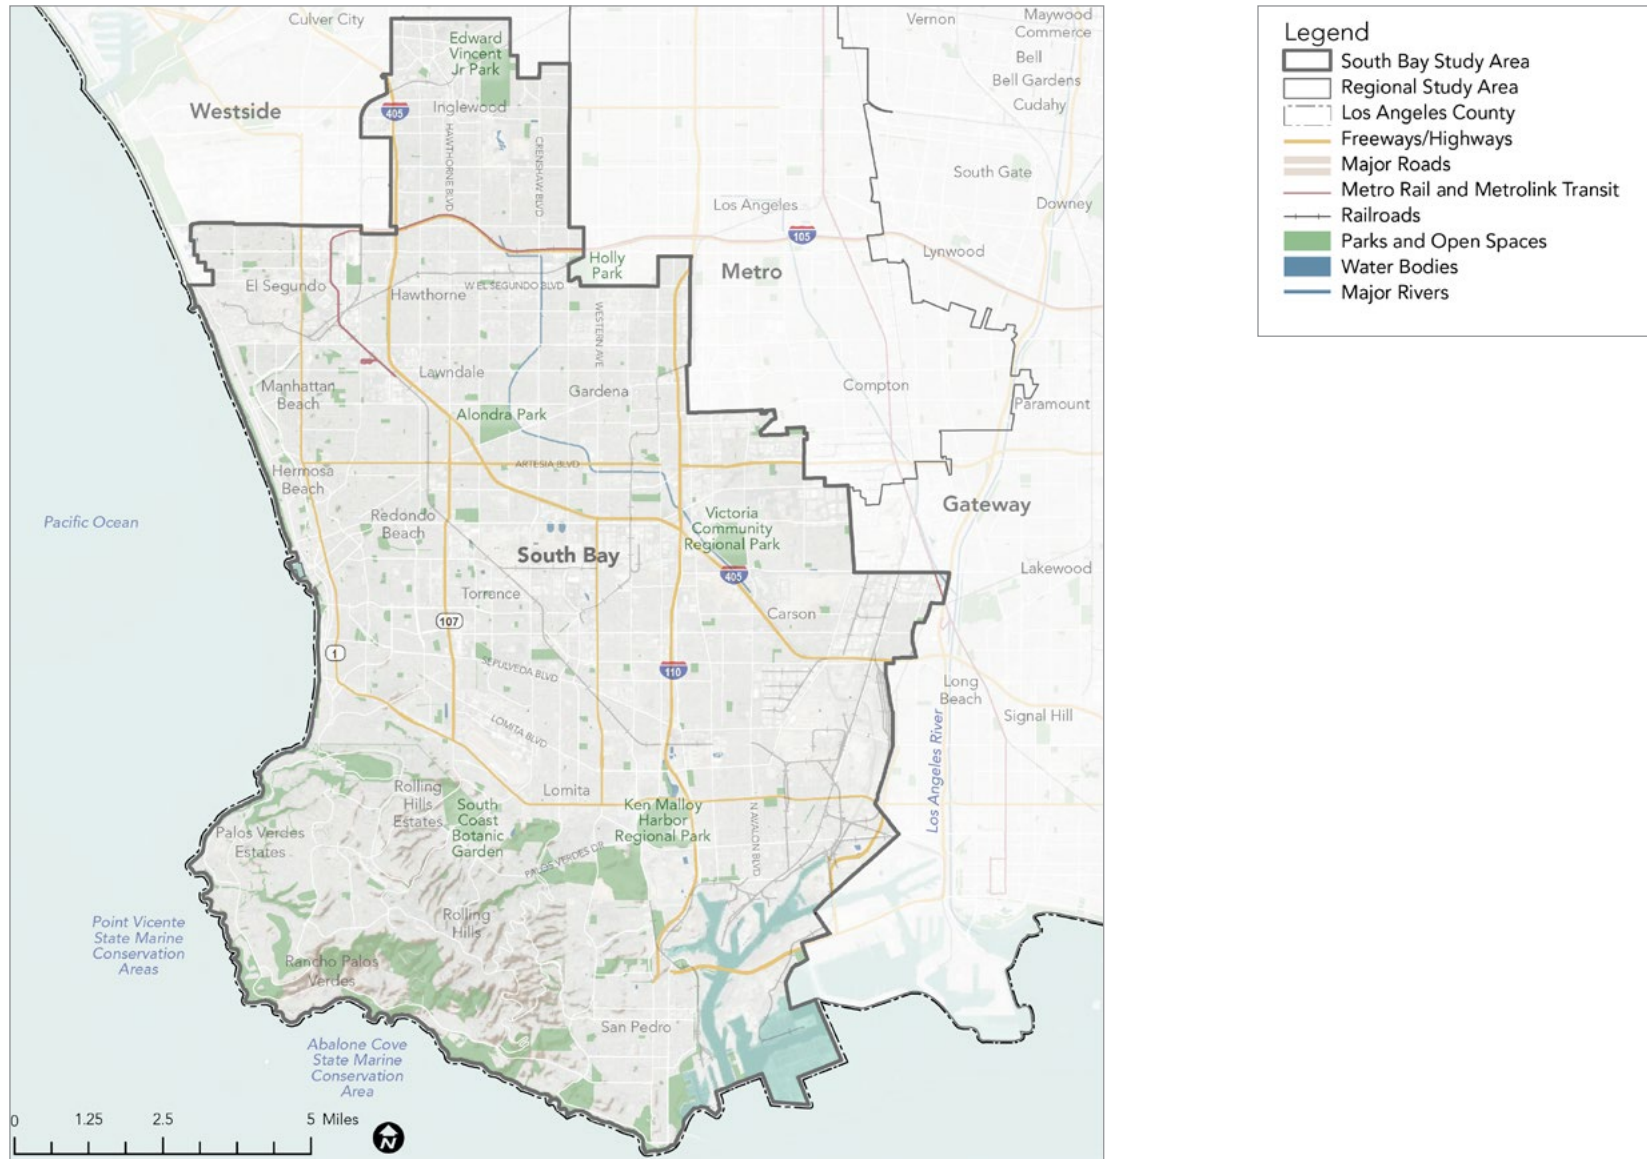 Culver City
Vernon
Maywood
Commerce
Bell
Bell Gardens
Cudahy
Edward
Vincent
Jr Park
Westside
405
Inglewood
HAWTHORNE BLVD
CRENSHAW BLVD
South Gate
Los Angeles
Downey
105
Lynwood
Holly
Park
Metro
El Segundo
Hawthorne
W EL SEGUNDO BLVD
WESTERN AVE
Manhattan
Beach
Lawndale
Gardena
Compton
Paramount
Alondra Park
Hermosa
Beach
ARTESIA BLVD
Pacific Ocean
Redondo
Beach
Victoria
Community
Regional Park
Gateway
South Bay
405
Lakewood
Torrance
107
Carson
1
SEPULVEDA BLVD
110
Long
Beach
Signal Hill
LOMITA BLVD
Los Angeles River
Rolling
Hills
Estates
South
Coast
Botanic
Garden
Lomita
Ken Malloy
Harbor
Regional Park
N AVALON BLVD
Palos Verdes
Estates
PALOS VERDES DR
Rolling
Hills
Point Vicente
State Marine
Conservation
Areas
Rancho Palos
Verdes
San Pedro
Abalone Cove
State Marine
Conservation
Area
0 1.25 2.5 5 Miles
N
Legend
South Bay Study Area
Regional Study Area
Los Angeles County
Freeways/Highways
Major Roads
Metro Rail and Metrolink Transit
Railroads
Parks and Open Spaces
Water Bodies
Major Rivers